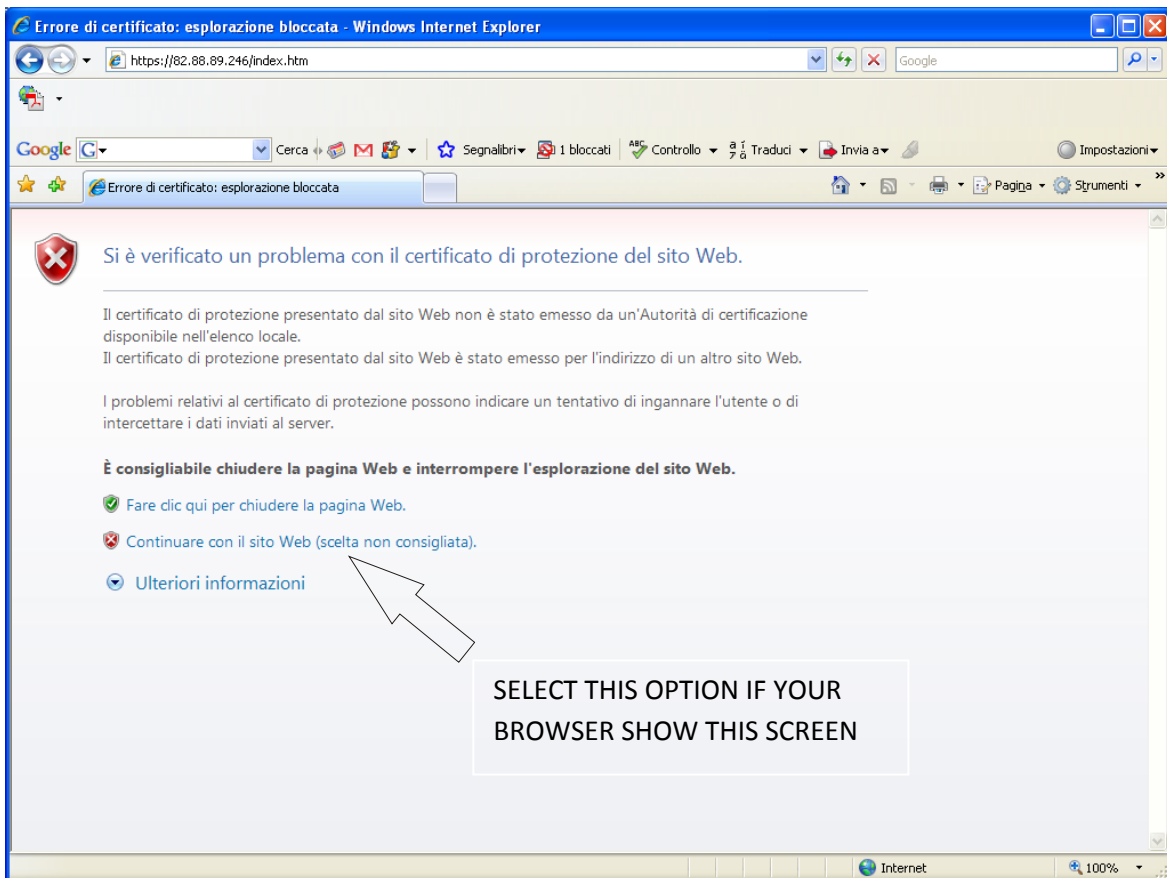 Errore di certificato: esplorazione bloccata - Windows Internet Explorer
https://82.88.89.246/index.htm
Google
Google G Cerca Segnalibri 1 bloccati ABC Controllo Traduci Invia a Impostazioni
Errore di certificato: esplorazione bloccata Pagina Strumenti »
Si è verificato un problema con il certificato di protezione del sito Web.
Il certificato di protezione presentato dal sito Web non è stato emesso da un'Autorità di certificazione
disponibile nell'elenco locale.
Il certificato di protezione presentato dal sito Web è stato emesso per l'indirizzo di un altro sito Web.
I problemi relativi al certificato di protezione possono indicare un tentativo di ingannare l'utente o di
intercettare i dati inviati al server.
È consigliabile chiudere la pagina Web e interrompere l'esplorazione del sito Web.
Fare clic qui per chiudere la pagina Web.
Continuare con il sito Web (scelta non consigliata).
Ulteriori informazioni
SELECT THIS OPTION IF YOUR
BROWSER SHOW THIS SCREEN
Internet 100%